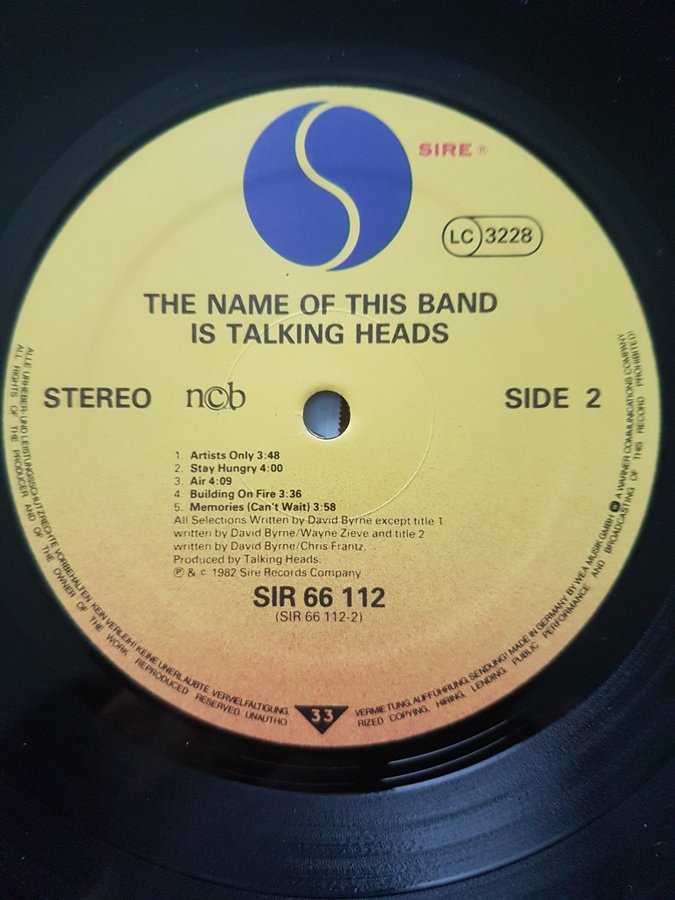 SIRE ®
LC 3228
THE NAME OF THIS BAND
IS TALKING HEADS
STEREO ncb SIDE 2
1. Artists Only 3:48
2. Stay Hungry 4:00
3. Air 4:09
4 Building On Fire 3:36
5. Memories (Can't Wait) 3:58
All Selections Written by David Byrne except title 1
written by David Byrne/Wayne Zieve and title 2
written by David Byrne/Chris Frantz.
Produced by Talking Heads.
℗ & c 1982 Sire Records Company
SIR 66 112
(SIR 66 112-2)
33
ALLE URHEBER- UND LEISTUNGSSCHUTZRECHTE VORBEHALTEN KEIN VERLEIH! KEINE UNERLAUBTE VERVIELFÄLTIGUNG, VERMIETUNG, AUFFÜHRUNG, SENDUNG! MADE IN GERMANY BY WEA MUSIK GMBH A WARNER COMMUNICATIONS COMPANY
ALL RIGHTS OF THE PRODUCER AND OF THE OWNER OF THE WORK REPRODUCED RESERVED. UNAUTHORIZED COPYING, HIRING, LENDING, PUBLIC PERFORMANCE AND BROADCASTING OF THIS RECORD PROHIBITED!